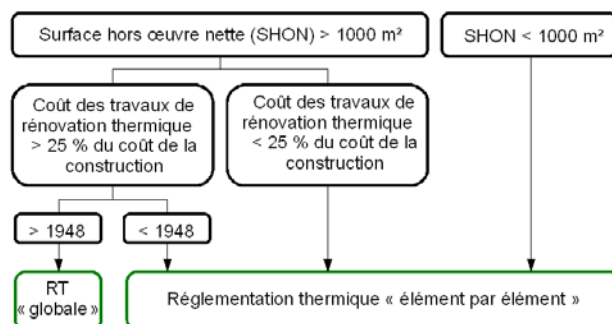 Surface hors œuvre nette (SHON) > 1000 m²
SHON < 1000 m²
Coût des travaux de
rénovation thermique
> 25 % du coût de la
construction
Coût des travaux de
rénovation thermique
< 25 % du coût de la
construction
> 1948
< 1948
RT
« globale »
Réglementation thermique « élément par élément »